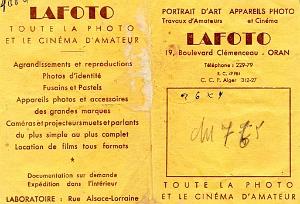 LAFOTO
TOUTE LA PHOTO
ET LE CINÉMA D'AMATEUR
Agrandissements et reproductions
Photos d'identité
Fusains et Pastels
Appareils photos et accessoires
des grandes marques
Caméras et projecteurs muets et parlants
du plus simple au plus complet
Location de films tous formats
*
Documentation sur demande
Expédition dans l'intérieur
LABORATOIRE : Rue Alsace-Lorraine
PORTRAIT D'ART APPAREILS PHOTO
Travaux d'Amateurs et Cinéma
LAFOTO
19, Boulevard Clémenceau - ORAN
Téléphone : 229-79
R. C.
C. C. P. Alger 312-27
9 6 x 4
du 7
TOUTE LA PHOTO
ET LE CINÉMA D'AMATEUR